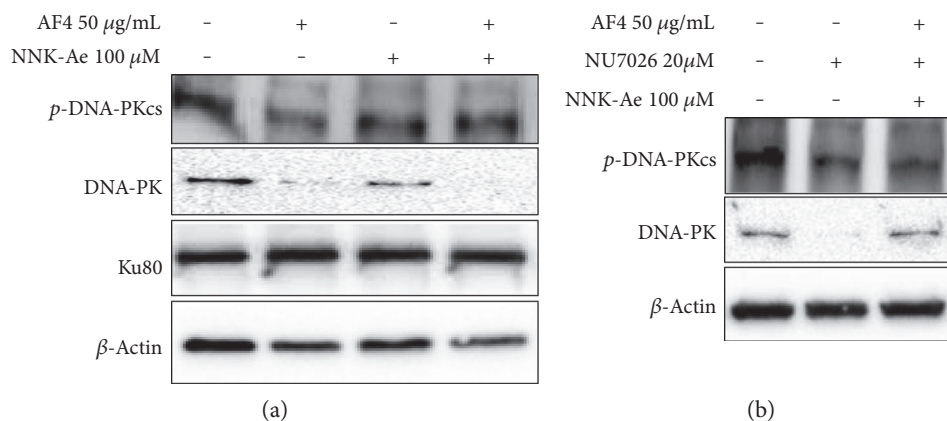 AF4 50 μg/mL – + – +
NNK-Ae 100 μM – – + +
p-DNA-PKcs
DNA-PK
Ku80
β-Actin
(a)
AF4 50 μg/mL – – +
NU7026 20μM – + +
NNK-Ae 100 μM – – +
p-DNA-PKcs
DNA-PK
β-Actin
(b)